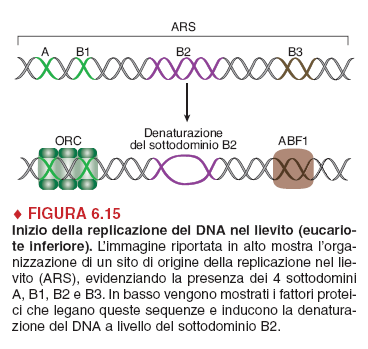 ARS
A B1 B2 B3
Denaturazione
del sottodominio B2
ORC ABF1
♦ FIGURA 6.15
Inizio della replicazione del DNA nel lievito (eucario-
te inferiore). L'immagine riportata in alto mostra l'orga-
nizzazione di un sito di origine della replicazione nel lie-
vito (ARS), evidenziando la presenza dei 4 sottodomini
A, B1, B2 e B3. In basso vengono mostrati i fattori protei-
ci che legano queste sequenze e inducono la denatura-
zione del DNA a livello del sottodominio B2.